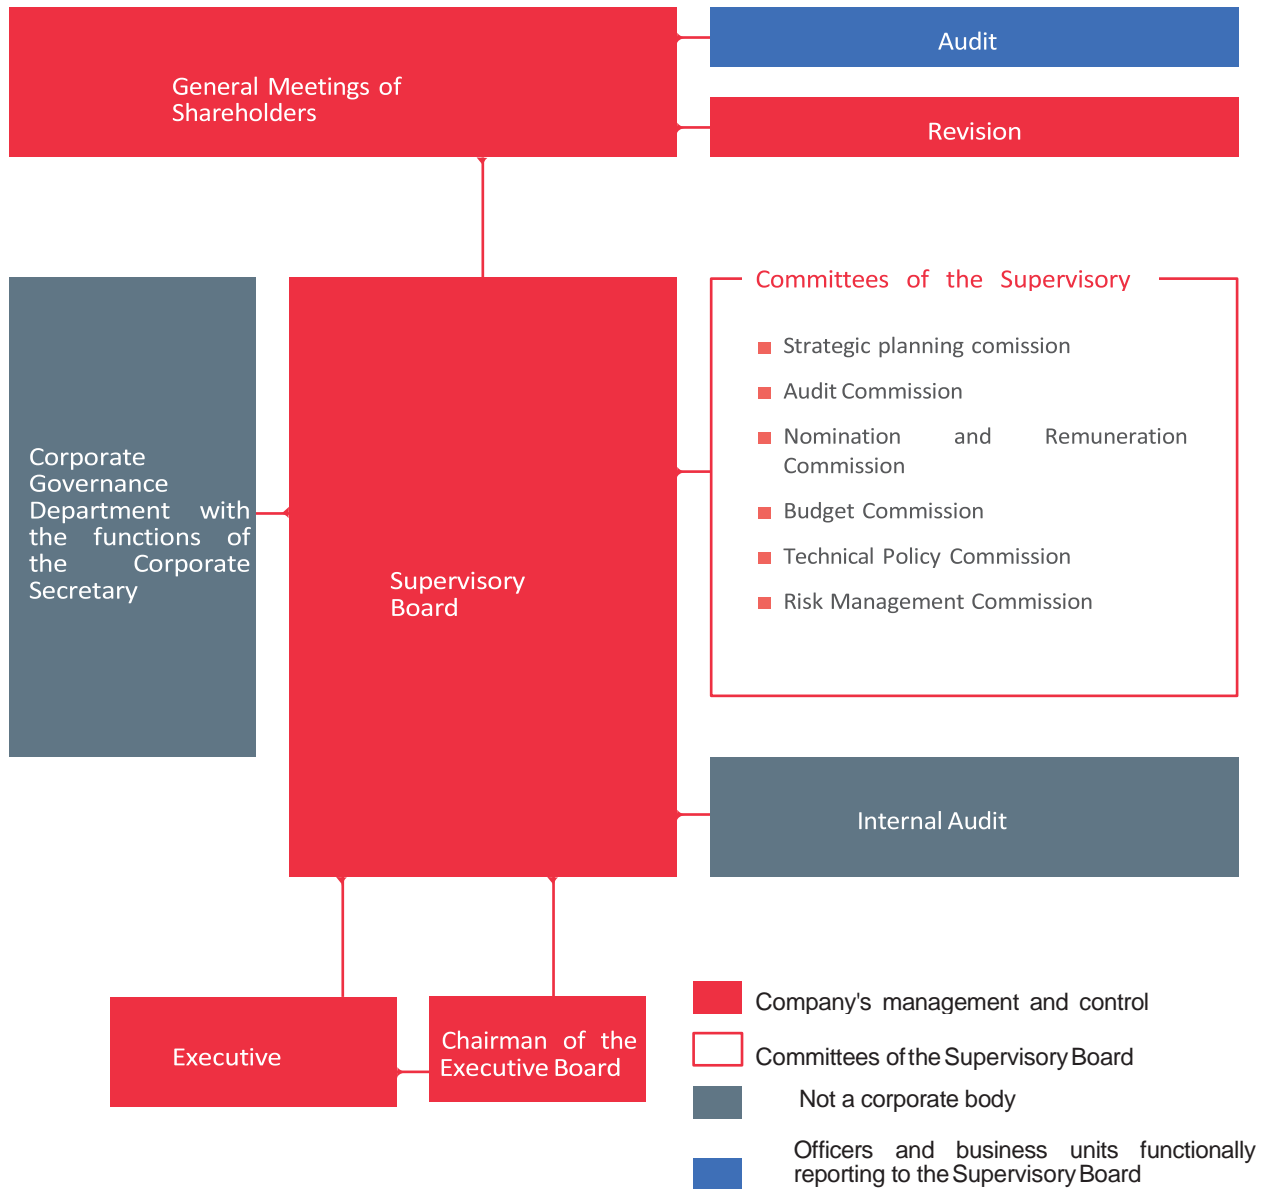 Audit
General Meetings of
Shareholders
Revision
Committees of the Supervisory
Strategic planning comission
Audit Commission
Nomination and Remuneration
Commission
Budget Commission
Technical Policy Commission
Risk Management Commission
Corporate
Governance
Department with
the functions of
the Corporate
Secretary
Supervisory
Board
Internal Audit
Executive
Chairman of the
Executive Board
Company's management and control
Committees of the Supervisory Board
Not a corporate body
Officers and business units functionally
reporting to the Supervisory Board